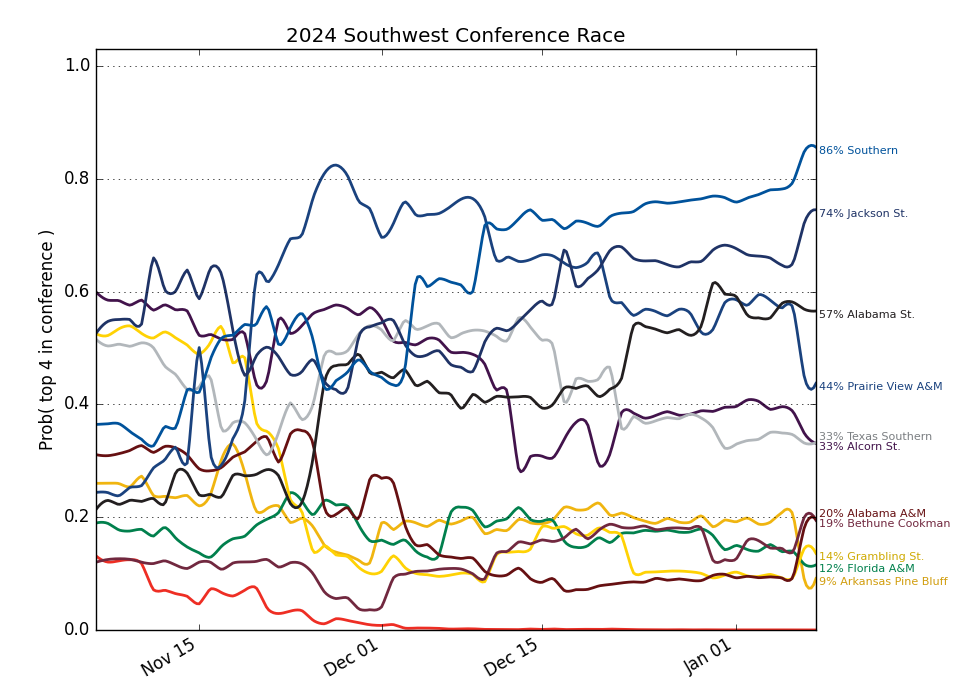 2024 Southwest Conference Race
Prob( top 4 in conference )
1.0
0.8
0.6
0.4
0.2
0.0
Nov 15
Dec 01
Dec 15
Jan 01
86% Southern
74% Jackson St.
57% Alabama St.
44% Prairie View A&M
33% Texas Southern
33% Alcorn St.
20% Alabama A&M
19% Bethune Cookman
14% Grambling St.
12% Florida A&M
9% Arkansas Pine Bluff